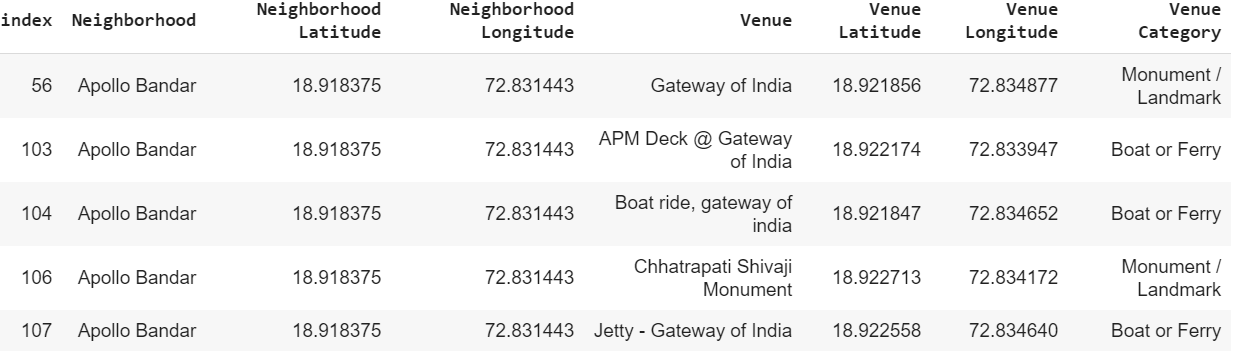 index Neighborhood Neighborhood Latitude Neighborhood Longitude Venue Venue Latitude Venue Longitude Venue Category
56 Apollo Bandar 18.918375 72.831443 Gateway of India 18.921856 72.834877 Monument / Landmark
103 Apollo Bandar 18.918375 72.831443 APM Deck @ Gateway of India 18.922174 72.833947 Boat or Ferry
104 Apollo Bandar 18.918375 72.831443 Boat ride, gateway of india 18.921847 72.834652 Boat or Ferry
106 Apollo Bandar 18.918375 72.831443 Chhatrapati Shivaji Monument 18.922713 72.834172 Monument / Landmark
107 Apollo Bandar 18.918375 72.831443 Jetty - Gateway of India 18.922558 72.834640 Boat or Ferry